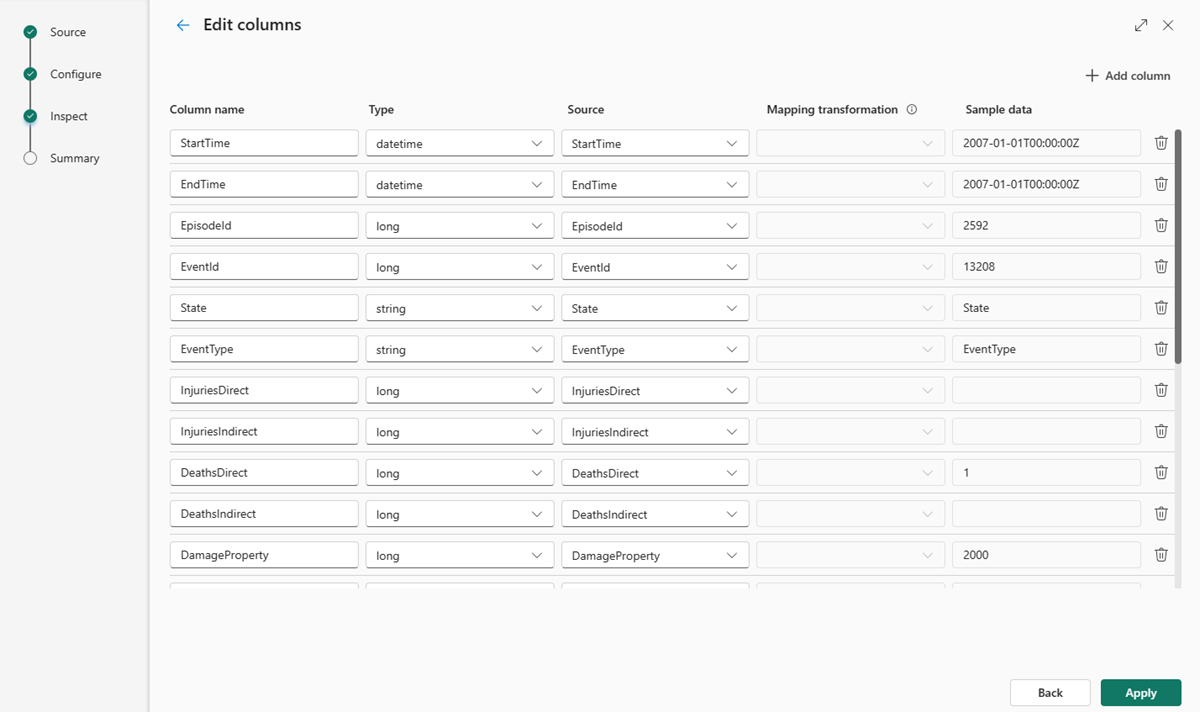 Source
Configure
Inspect
Summary
Edit columns
Add column
Column name Type Source Mapping transformation Sample data
StartTime datetime StartTime 2007-01-01T00:00:00Z
EndTime datetime EndTime 2007-01-01T00:00:00Z
EpisodeId long EpisodeId 2592
EventId long EventId 13208
State string State State
EventType string EventType EventType
InjuriesDirect long InjuriesDirect
InjuriesIndirect long InjuriesIndirect
DeathsDirect long DeathsDirect 1
DeathsIndirect long DeathsIndirect
DamageProperty long DamageProperty 2000
Back Apply